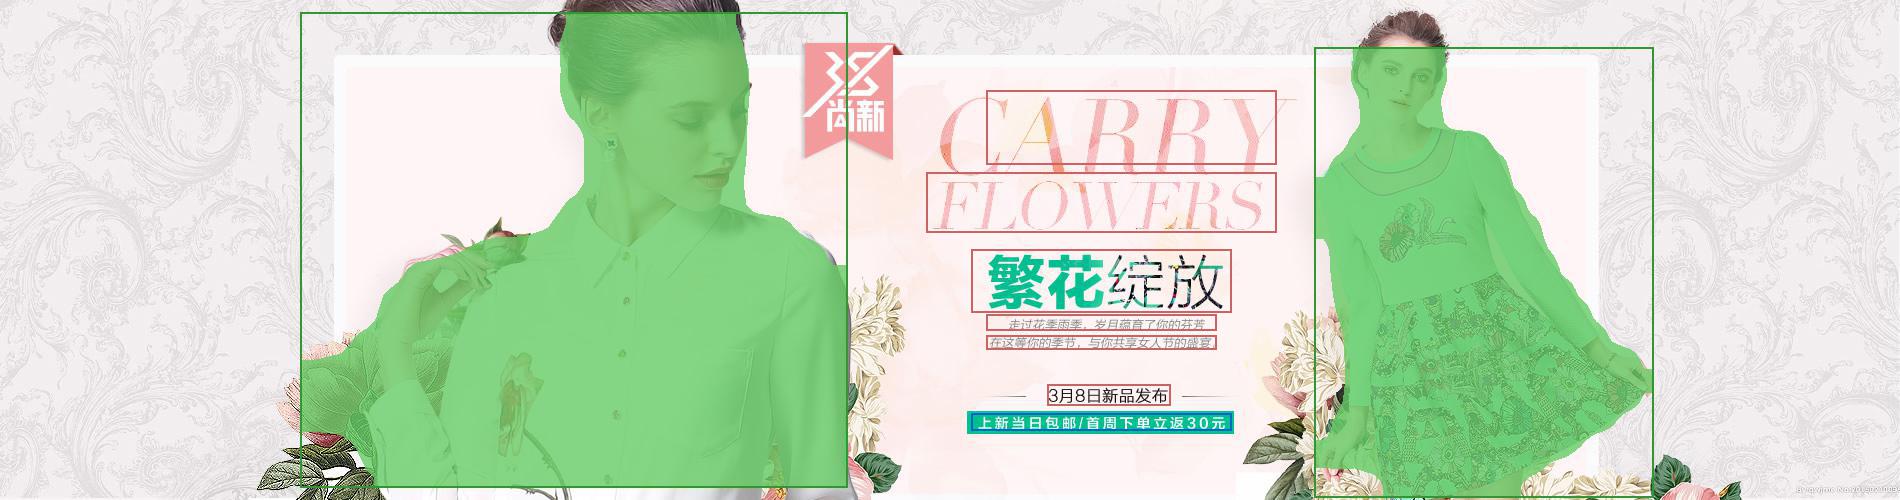 38
尚新
CARRY
FLOWERS
繁花绽放
走过花季雨季，岁月蕴育了你的芬芳
在这等你的季节，与你共享女人节的盛宴
3月8日新品发布
上新当日包邮/首周下单立返30元